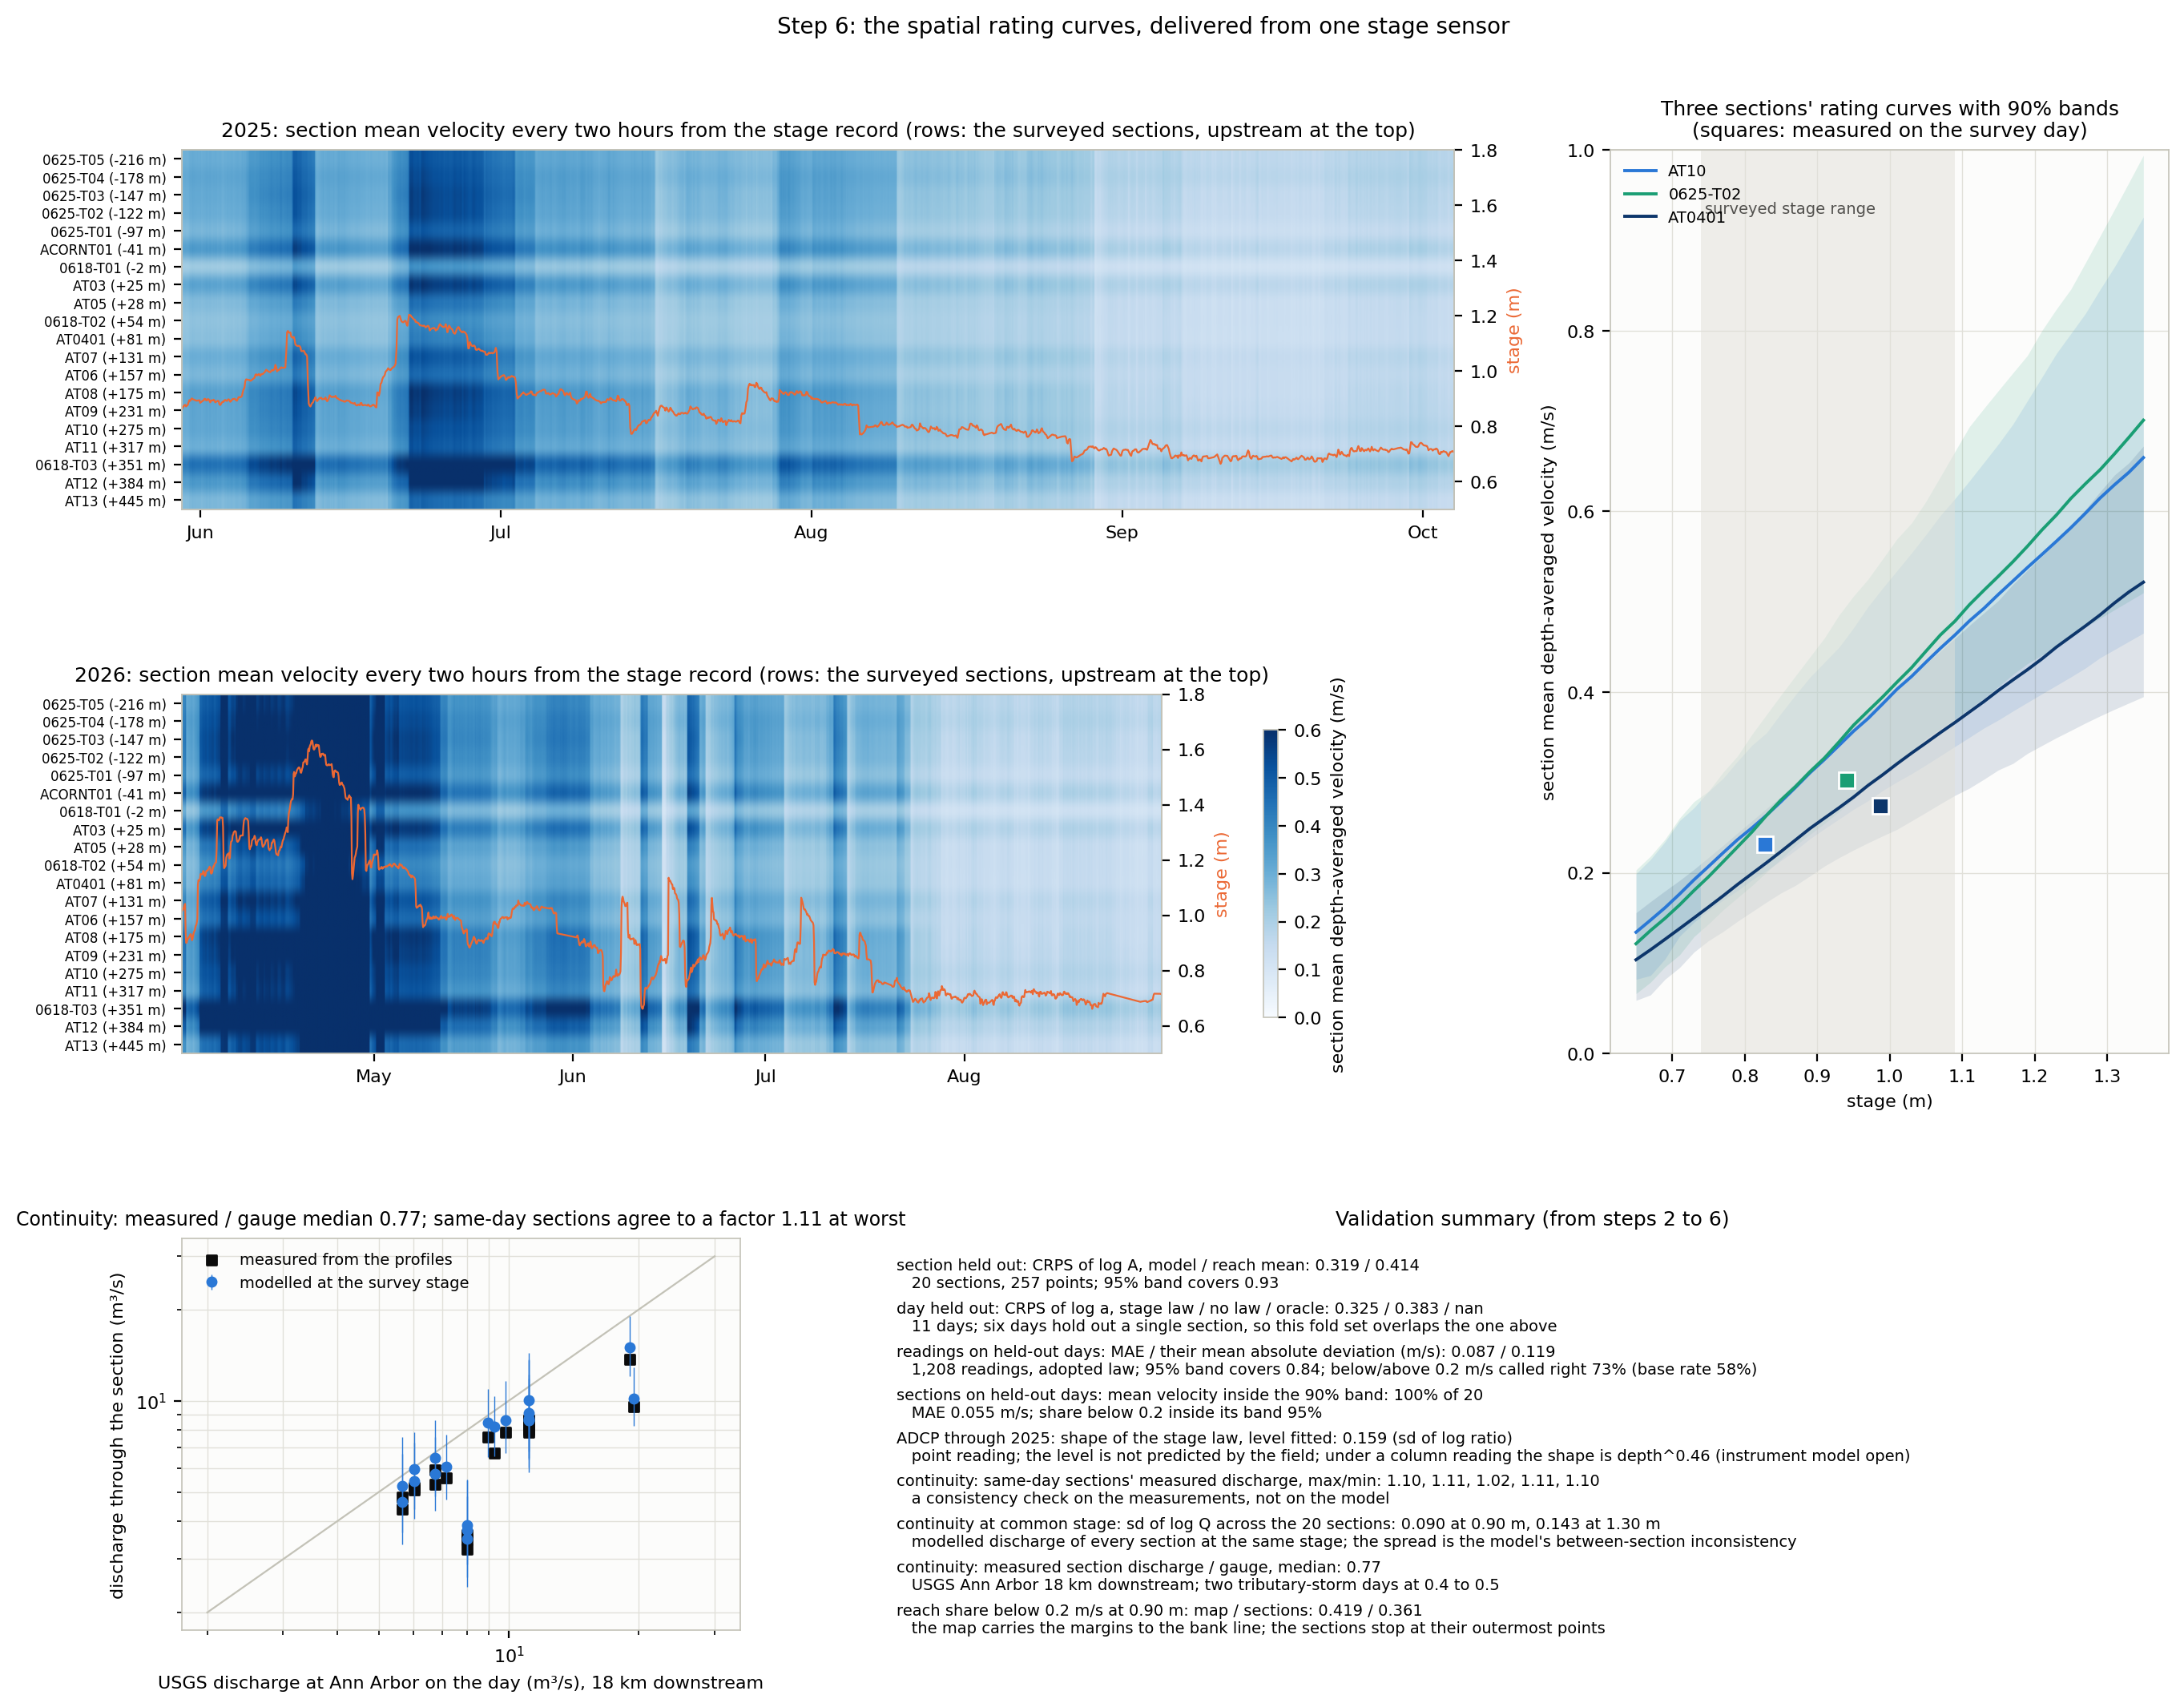 Step 6: the spatial rating curves, delivered from one stage sensor
2025: section mean velocity every two hours from the stage record (rows: the surveyed sections, upstream at the top)
0625-T05 (-216 m)
0625-T04 (-178 m)
0625-T03 (-147 m)
0625-T02 (-122 m)
0625-T01 (-97 m)
ACORNT01 (-41 m)
0618-T01 (-2 m)
AT03 (+25 m)
AT05 (+28 m)
0618-T02 (+54 m)
AT0401 (+81 m)
AT07 (+131 m)
AT06 (+157 m)
AT08 (+175 m)
AT09 (+231 m)
AT10 (+275 m)
AT11 (+317 m)
0618-T03 (+351 m)
AT12 (+384 m)
AT13 (+445 m)
Jun Jul Aug Sep Oct
1.8
1.6
1.4
1.2
1.0
0.8
0.6
stage (m)
2026: section mean velocity every two hours from the stage record (rows: the surveyed sections, upstream at the top)
0625-T05 (-216 m)
0625-T04 (-178 m)
0625-T03 (-147 m)
0625-T02 (-122 m)
0625-T01 (-97 m)
ACORNT01 (-41 m)
0618-T01 (-2 m)
AT03 (+25 m)
AT05 (+28 m)
0618-T02 (+54 m)
AT0401 (+81 m)
AT07 (+131 m)
AT06 (+157 m)
AT08 (+175 m)
AT09 (+231 m)
AT10 (+275 m)
AT11 (+317 m)
0618-T03 (+351 m)
AT12 (+384 m)
AT13 (+445 m)
May Jun Jul Aug
1.8
1.6
1.4
1.2
1.0
0.8
0.6
stage (m)
0.6
0.5
0.4
0.3
0.2
0.1
0.0
section mean depth-averaged velocity (m/s)
Three sections' rating curves with 90% bands
(squares: measured on the survey day)
AT10
0625-T02
AT0401
surveyed stage range
1.0
0.8
0.6
0.4
0.2
0.0
section mean depth-averaged velocity (m/s)
0.7 0.8 0.9 1.0 1.1 1.2 1.3
stage (m)
Continuity: measured / gauge median 0.77; same-day sections agree to a factor 1.11 at worst
measured from the profiles
modelled at the survey stage
discharge through the section (m³/s)
10¹
10¹
USGS discharge at Ann Arbor on the day (m³/s), 18 km downstream
Validation summary (from steps 2 to 6)
section held out: CRPS of log A, model / reach mean: 0.319 / 0.414
20 sections, 257 points; 95% band covers 0.93
day held out: CRPS of log a, stage law / no law / oracle: 0.325 / 0.383 / nan
11 days; six days hold out a single section, so this fold set overlaps the one above
readings on held-out days: MAE / their mean absolute deviation (m/s): 0.087 / 0.119
1,208 readings, adopted law; 95% band covers 0.84; below/above 0.2 m/s called right 73% (base rate 58%)
sections on held-out days: mean velocity inside the 90% band: 100% of 20
MAE 0.055 m/s; share below 0.2 inside its band 95%
ADCP through 2025: shape of the stage law, level fitted: 0.159 (sd of log ratio)
point reading; the level is not predicted by the field; under a column reading the shape is depth^0.46 (instrument model open)
continuity: same-day sections' measured discharge, max/min: 1.10, 1.11, 1.02, 1.11, 1.10
a consistency check on the measurements, not on the model
continuity at common stage: sd of log Q across the 20 sections: 0.090 at 0.90 m, 0.143 at 1.30 m
modelled discharge of every section at the same stage; the spread is the model's between-section inconsistency
continuity: measured section discharge / gauge, median: 0.77
USGS Ann Arbor 18 km downstream; two tributary-storm days at 0.4 to 0.5
reach share below 0.2 m/s at 0.90 m: map / sections: 0.419 / 0.361
the map carries the margins to the bank line; the sections stop at their outermost points